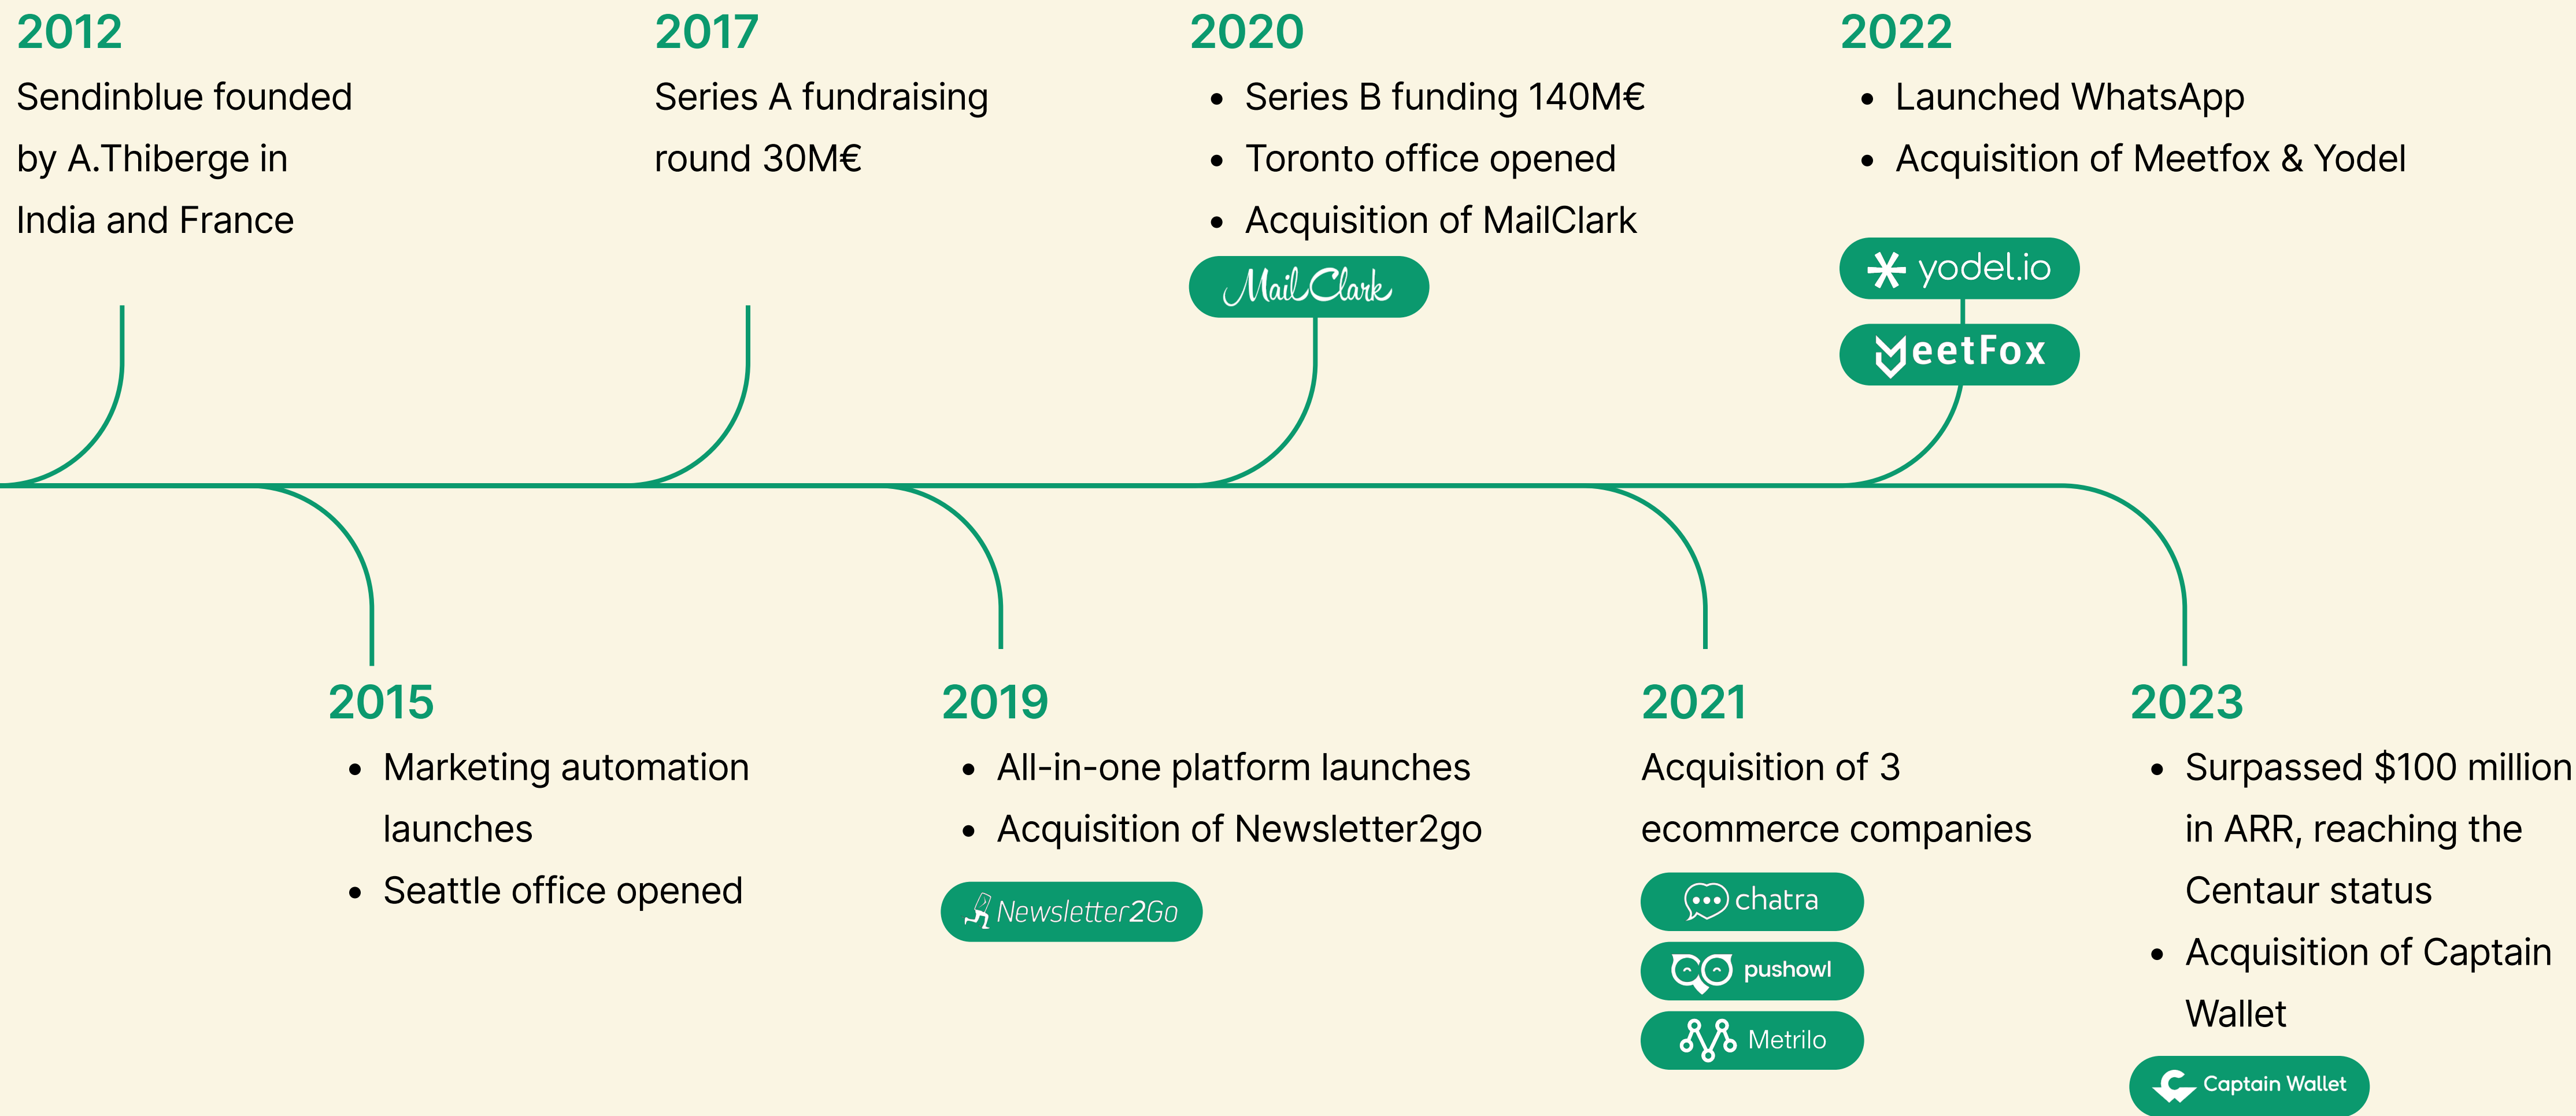 2012
Sendinblue founded
by A.Thiberge in
India and France
2017
Series A fundraising
round 30M€
2020
• Series B funding 140M€
• Toronto office opened
• Acquisition of MailClark
MailClark
2022
• Launched WhatsApp
• Acquisition of Meetfox & Yodel
yodel.io
MeetFox
2015
• Marketing automation
launches
• Seattle office opened
2019
• All-in-one platform launches
• Acquisition of Newsletter2go
Newsletter2Go
2021
Acquisition of 3
ecommerce companies
chatra
pushowl
Metrilo
2023
• Surpassed $100 million
in ARR, reaching the
Centaur status
• Acquisition of Captain
Wallet
Captain Wallet